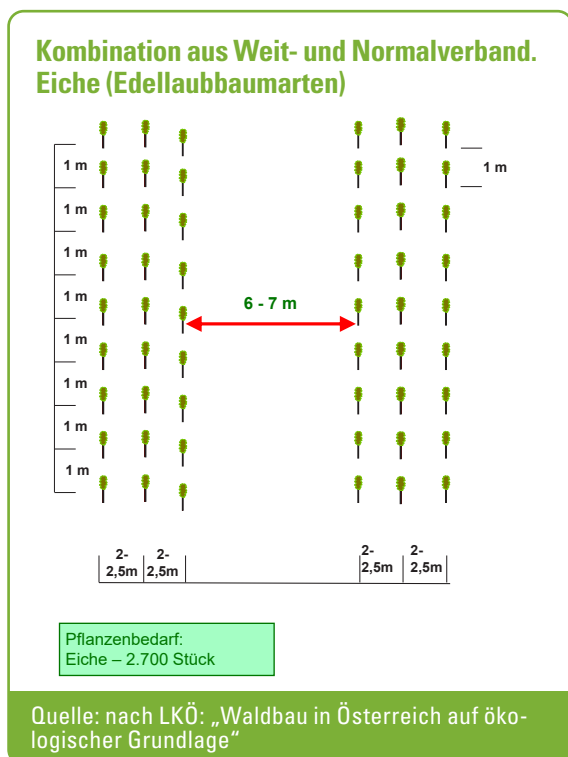 Kombination aus Weit- und Normalverband.
Eiche (Edellaubbaumarten)
1 m
1 m
1 m
1 m
1 m
1 m
1 m
1 m
1 m
6 - 7 m
2-
2,5m
2-
2,5m
2-
2,5m
2-
2,5m
Pflanzenbedarf:
Eiche – 2.700 Stück
Quelle: nach LKÖ: „Waldbau in Österreich auf öko-
logischer Grundlage“